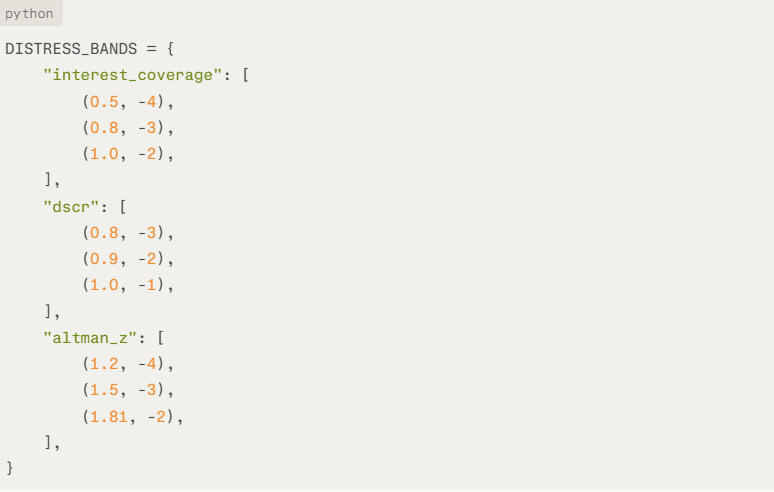 python
DISTRESS_BANDS = {
    "interest_coverage": [
        (0.5, -4),
        (0.8, -3),
        (1.0, -2),
    ],
    "dscr": [
        (0.8, -3),
        (0.9, -2),
        (1.0, -1),
    ],
    "altman_z": [
        (1.2, -4),
        (1.5, -3),
        (1.81, -2),
    ],
}